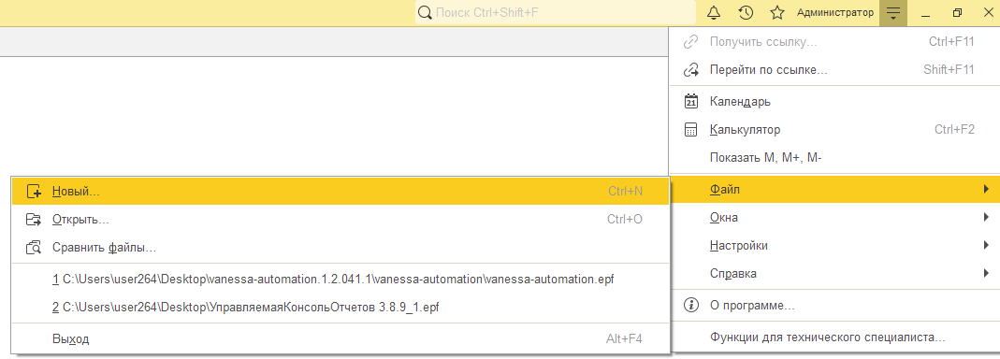 Поиск Ctrl+Shift+F
Администратор
Получить ссылку... Ctrl+F11
Перейти по ссылке... Shift+F11
31 Календарь
Калькулятор Ctrl+F2
Показать M, M+, M-
Файл
Окна
Настройки
Справка
О программе...
Функции для технического специалиста...
Новый... Ctrl+N
Открыть... Ctrl+O
Сравнить файлы...
1 C:\Users\user264\Desktop\vanessa-automation.1.2.041.1\vanessa-automation\vanessa-automation.epf
2 C:\Users\user264\Desktop\УправляемаяКонсольОтчетов 3.8.9_1.epf
Выход Alt+F4